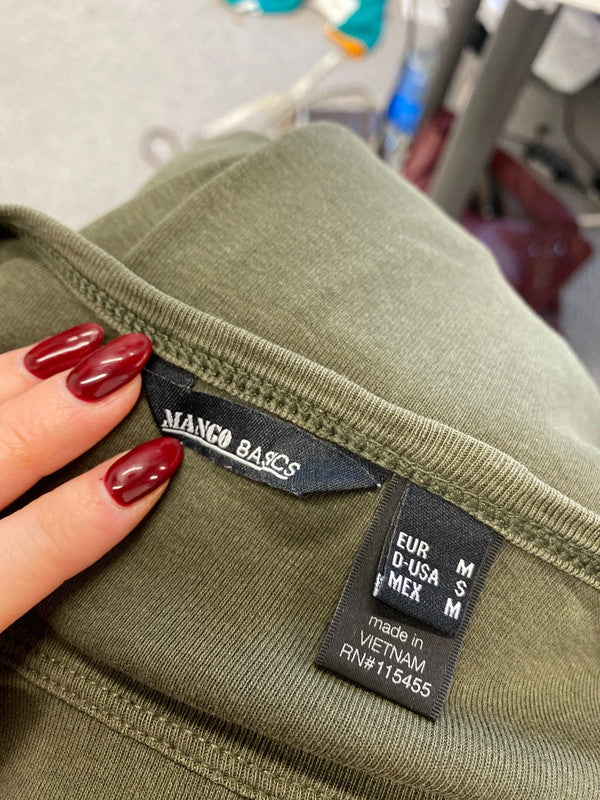 MANGO BASICS
EUR M
D-USA S
MEX M
made in
VIETNAM
RN#115455